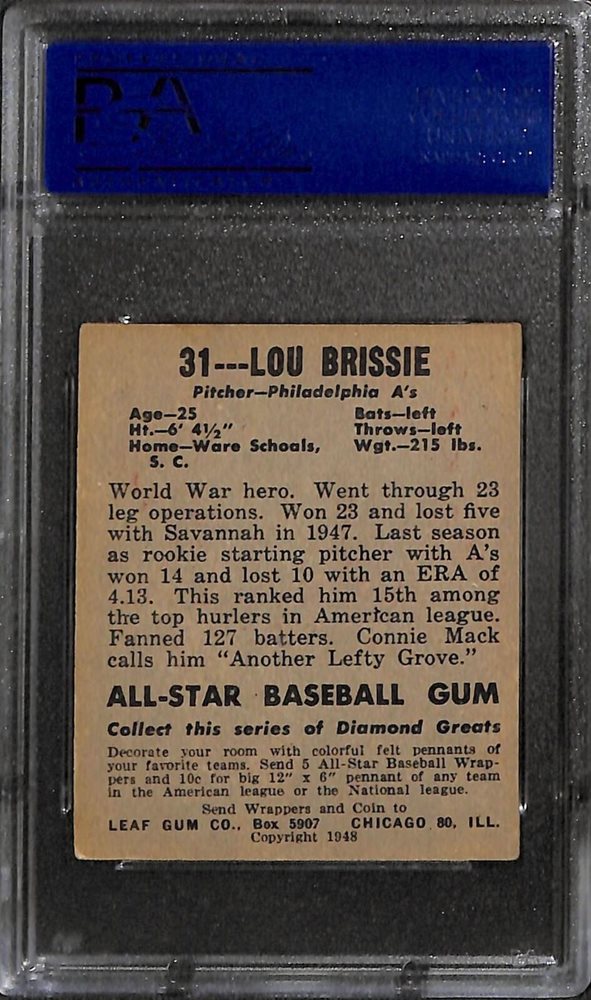 31---LOU BRISSIE
Pitcher—Philadelphia A's
Age—25 Bats—left
Ht.—6' 4½" Throws—left
Home—Ware Schoals, Wgt.—215 lbs.
S. C.
World War hero. Went through 23
leg operations. Won 23 and lost five
with Savannah in 1947. Last season
as rookie starting pitcher with A's
won 14 and lost 10 with an ERA of
4.13. This ranked him 15th among
the top hurlers in American league.
Fanned 127 batters. Connie Mack
calls him "Another Lefty Grove."
ALL-STAR BASEBALL GUM
Collect this series of Diamond Greats
Decorate your room with colorful felt pennants of
your favorite teams. Send 5 All-Star Baseball Wrap-
pers and 10c for big 12" x 6" pennant of any team
in the American league or the National league.
Send Wrappers and Coin to
LEAF GUM CO., Box 5907 CHICAGO 80, ILL.
Copyright 1948